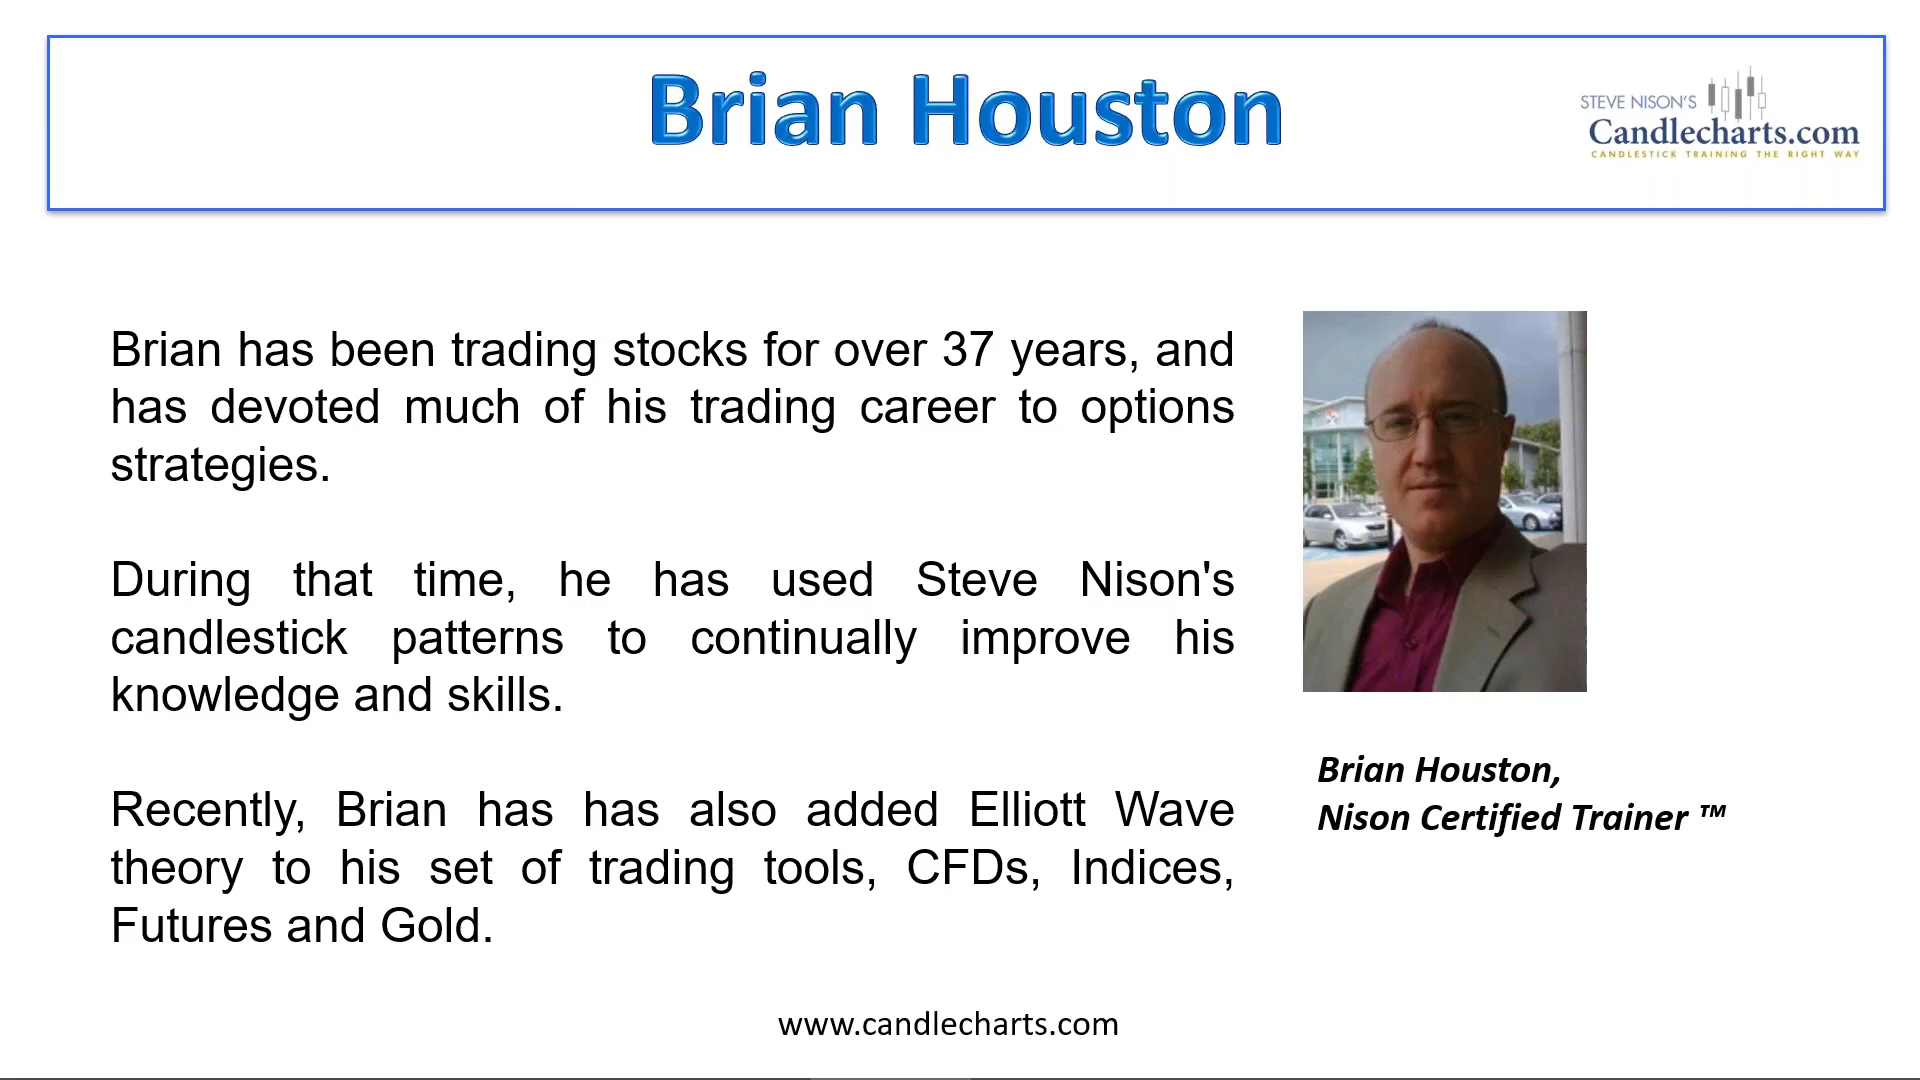 Brian Houston
STEVE NISON'S
Candlecharts.com
CANDLESTICK TRAINING THE RIGHT WAY
Brian has been trading stocks for over 37 years, and
has devoted much of his trading career to options
strategies.
During that time, he has used Steve Nison's
candlestick patterns to continually improve his
knowledge and skills.
Recently, Brian has has also added Elliott Wave
theory to his set of trading tools, CFDs, Indices,
Futures and Gold.
Brian Houston,
Nison Certified Trainer ™
www.candlecharts.com